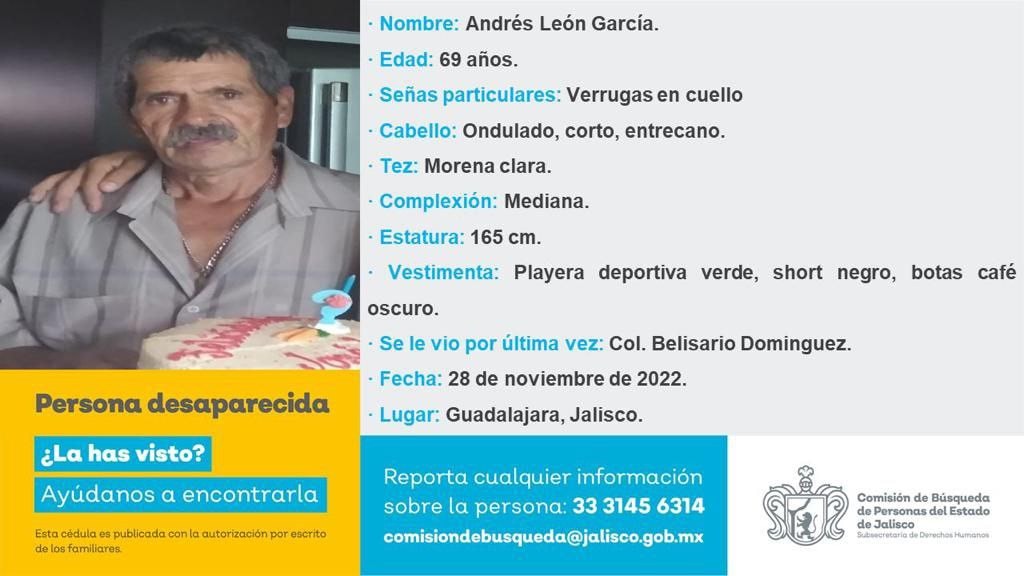 · Nombre: Andrés León García.
· Edad: 69 años.
· Señas particulares: Verrugas en cuello
· Cabello: Ondulado, corto, entrecano.
· Tez: Morena clara.
· Complexión: Mediana.
· Estatura: 165 cm.
· Vestimenta: Playera deportiva verde, short negro, botas café
oscuro.
· Se le vio por última vez: Col. Belisario Dominguez.
· Fecha: 28 de noviembre de 2022.
· Lugar: Guadalajara, Jalisco.
Persona desaparecida
¿La has visto?
Ayúdanos a encontrarla
Esta cédula es publicada con la autorización por escrito
de los familiares.
Reporta cualquier información
sobre la persona: 33 3145 6314
comisiondebusqueda@jalisco.gob.mx
Comisión de Búsqueda
de Personas del Estado
de Jalisco
Subsecretaría de Derechos Humanos